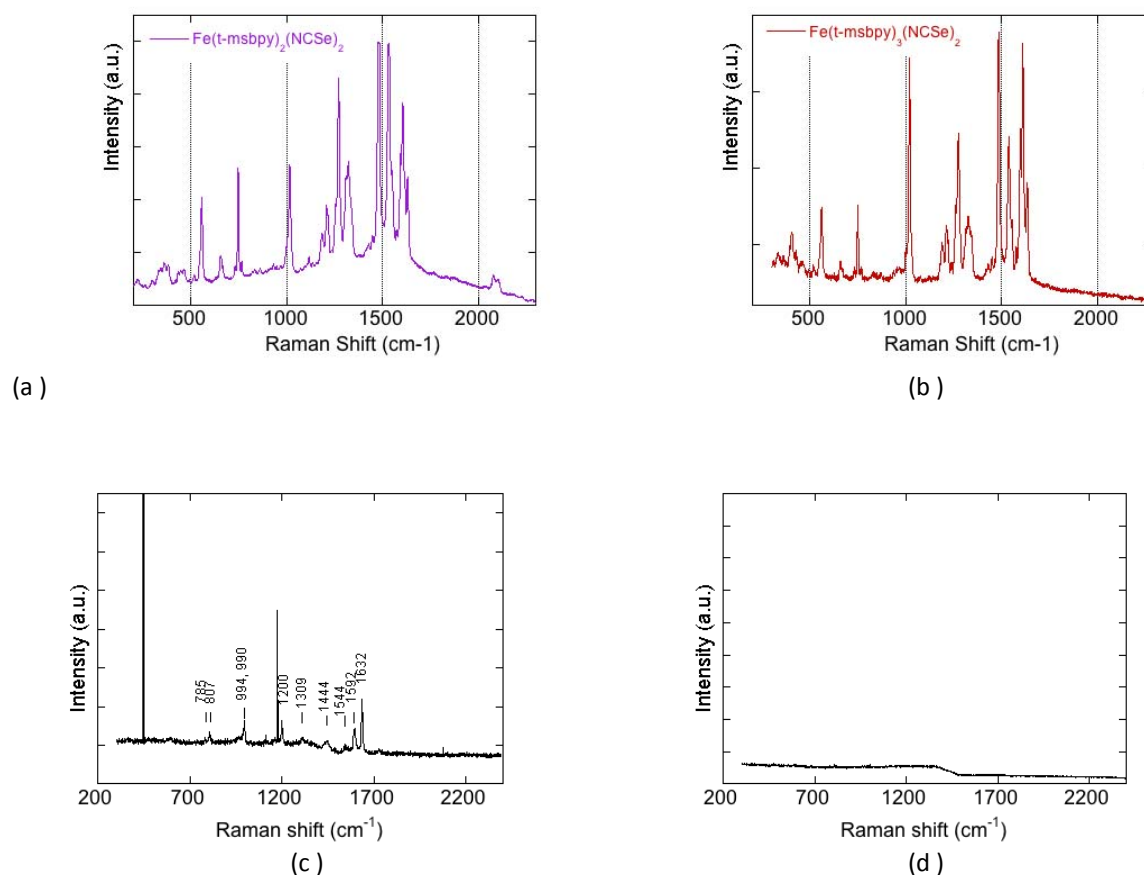 Intensity (a.u.)
Fe(t-msbpy)₂(NCSe)₂
500 1000 1500 2000
Raman Shift (cm-1)
(a )
Intensity (a.u.)
Fe(t-msbpy)₃(NCSe)₂
500 1000 1500 2000
Raman Shift (cm-1)
(b )
Intensity (a.u.)
785
807
994, 990
1200
1309
1444
1544
1592
1632
200 700 1200 1700 2200
Raman shift (cm⁻¹)
(c )
Intensity (a.u.)
200 700 1200 1700 2200
Raman shift (cm⁻¹)
(d )